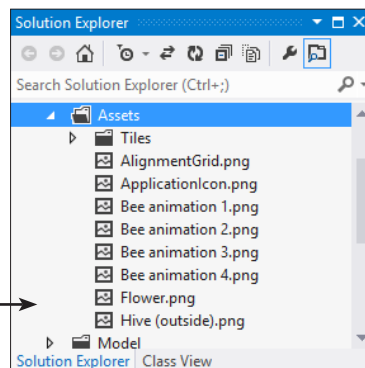 Solution Explorer
Search Solution Explorer (Ctrl+;)
Assets
Tiles
AlignmentGrid.png
ApplicationIcon.png
Bee animation 1.png
Bee animation 2.png
Bee animation 3.png
Bee animation 4.png
Flower.png
Hive (outside).png
Model
Solution Explorer Class View